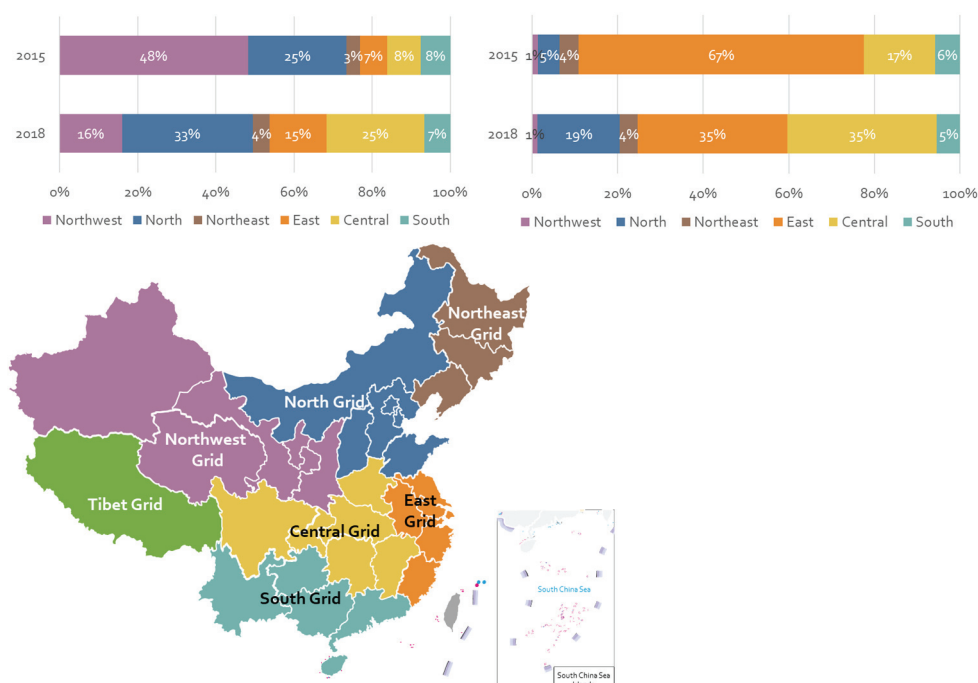 2015
48%
25%
3%
7%
8%
8%
2018
16%
33%
4%
15%
25%
7%
0%
20%
40%
60%
80%
100%
Northwest
North
Northeast
East
Central
South
2015
1%
5%
4%
67%
17%
6%
2018
1%
19%
4%
35%
35%
5%
0%
20%
40%
60%
80%
100%
Northwest
North
Northeast
East
Central
South
Northeast
Grid
North Grid
Northwest
Grid
Tibet Grid
East
Grid
Central Grid
South Grid
South China Sea
South China Sea